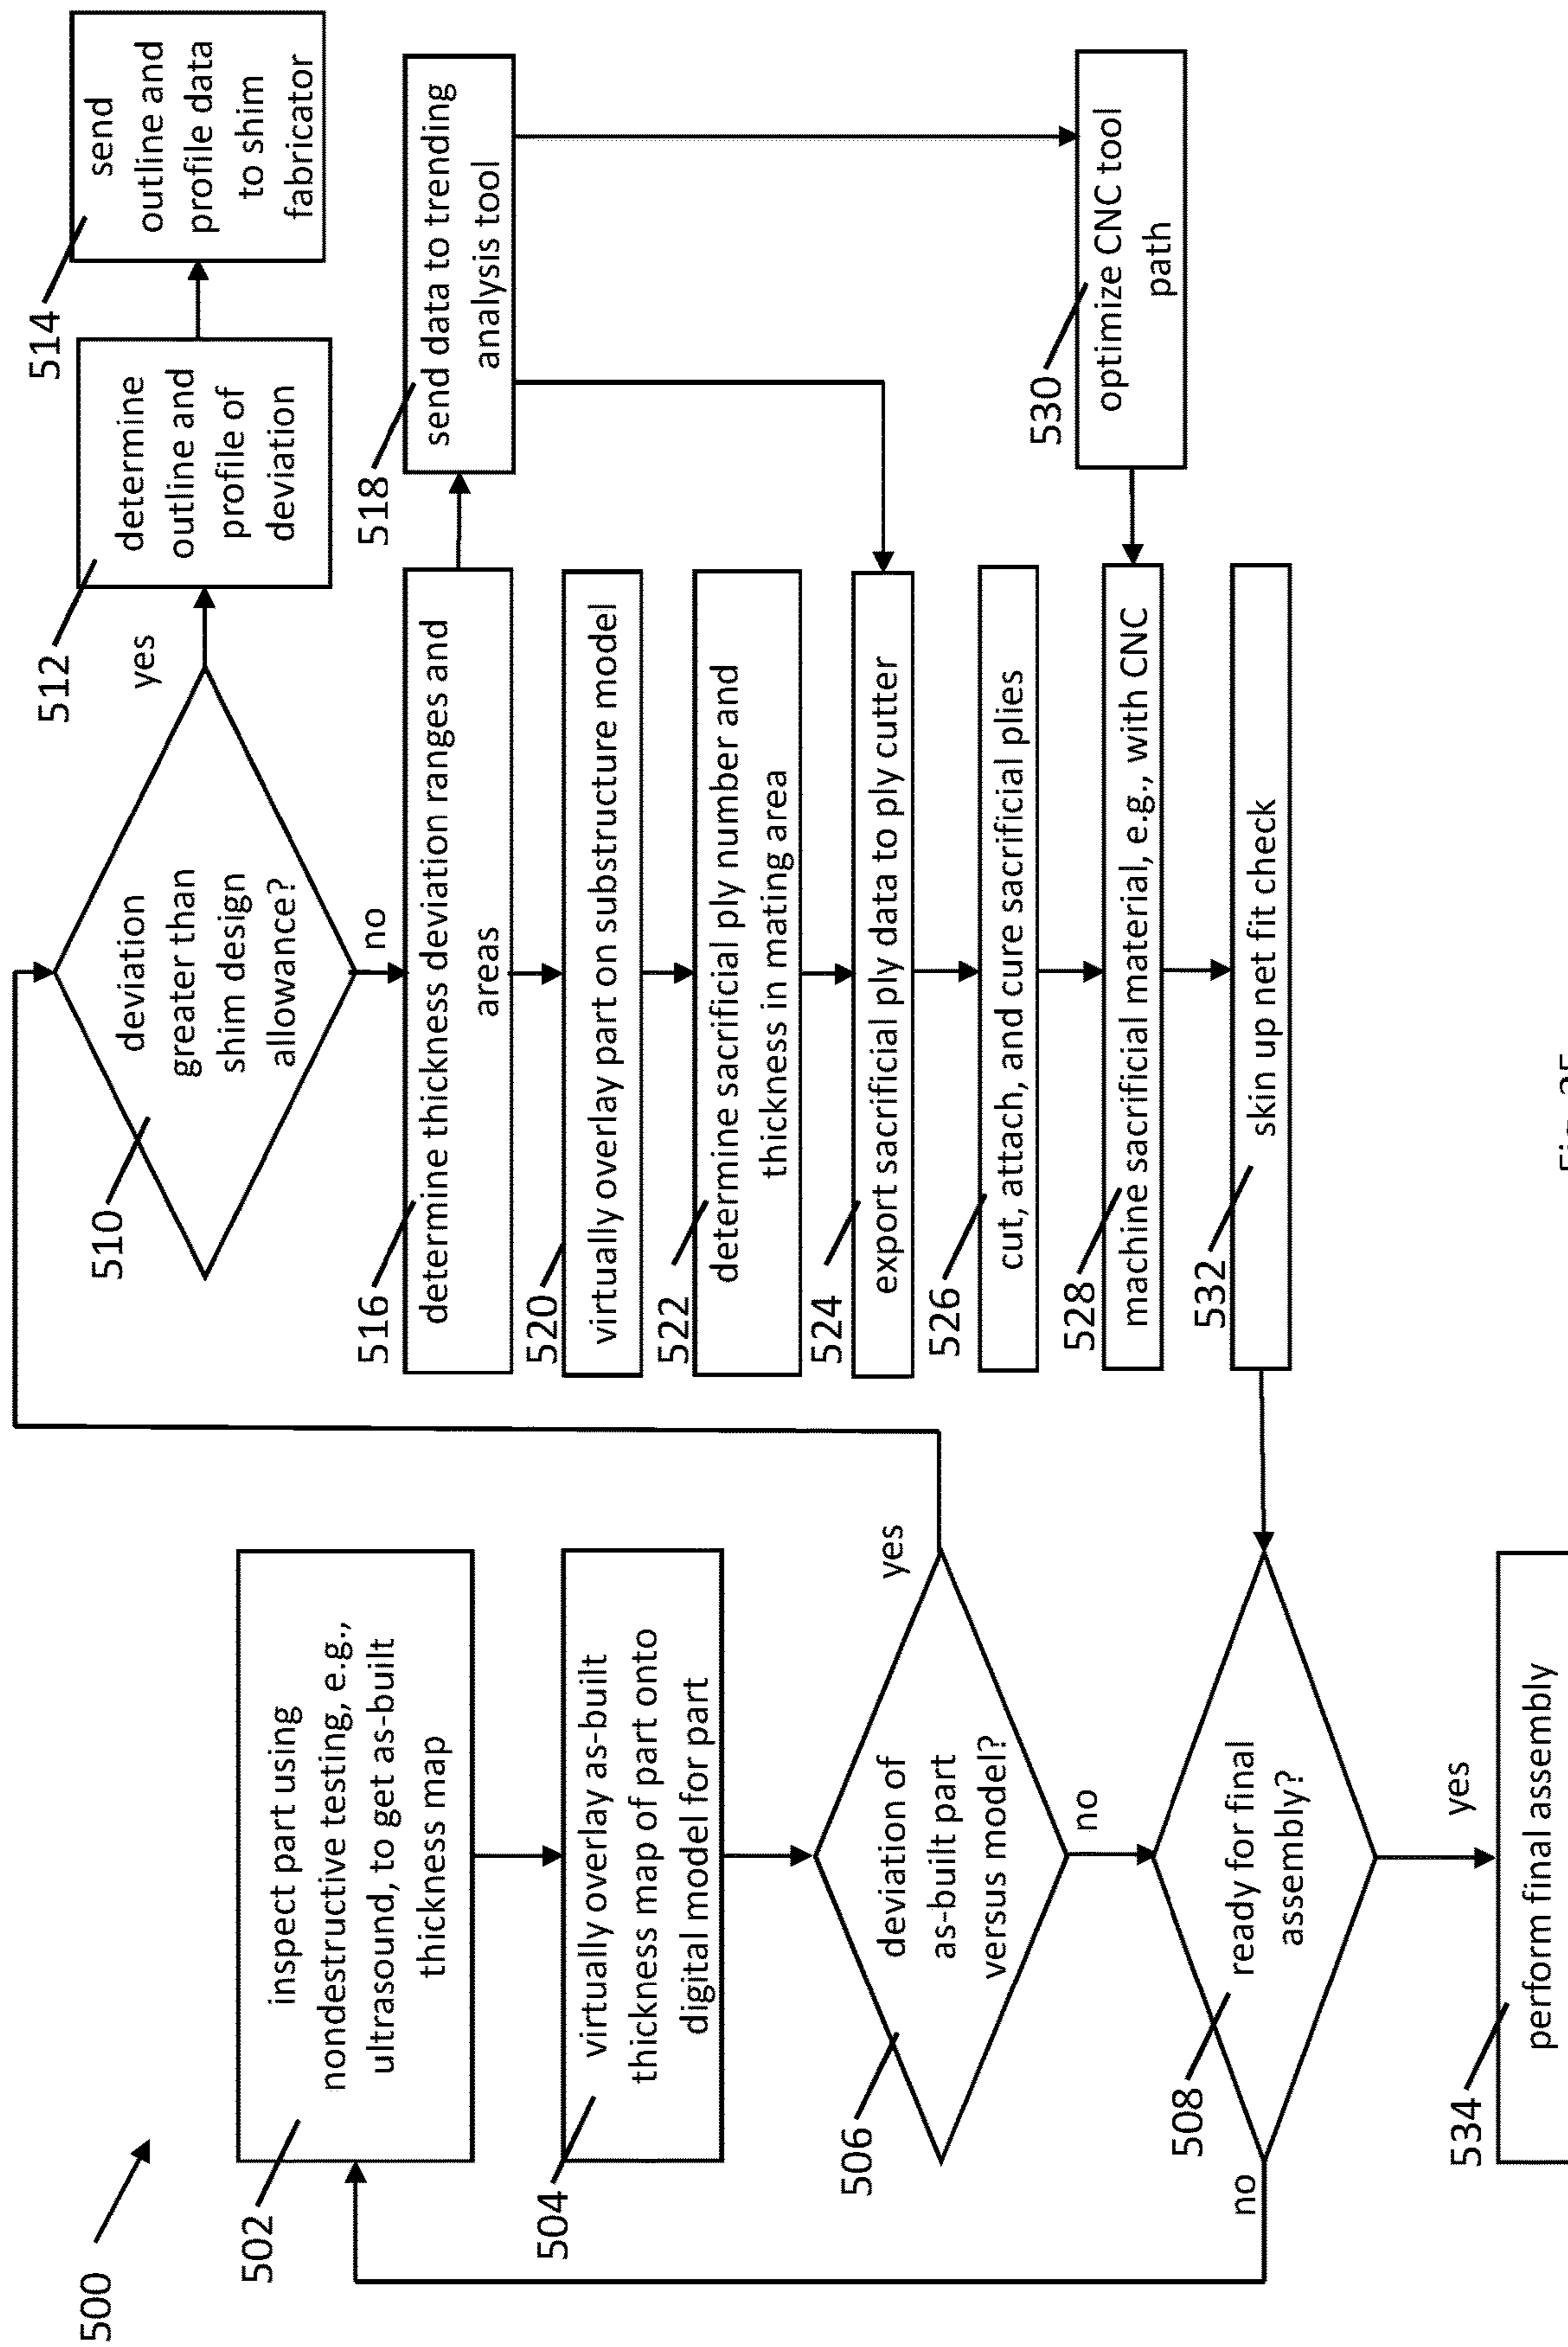 500
502
inspect part using
nondestructive testing, e.g.,
ultrasound, to get as-built
thickness map
504
virtually overlay as-built
thickness map of part onto
digital model for part
506
deviation of
as-built part
versus model?
yes
no
508
ready for final
assembly?
no
yes
534
perform final assembly
510
deviation
greater than
shim design
allowance?
yes
no
512
determine
outline and
profile of
deviation
514
send
outline and
profile data
to shim
fabricator
516
determine thickness deviation ranges and
areas
518
send data to trending
analysis tool
520
virtually overlay part on substructure model
522
determine sacrificial ply number and
thickness in mating area
524
export sacrificial ply data to ply cutter
526
cut, attach, and cure sacrificial plies
528
machine sacrificial material, e.g., with CNC
530
optimize CNC tool
path
532
skin up net fit check